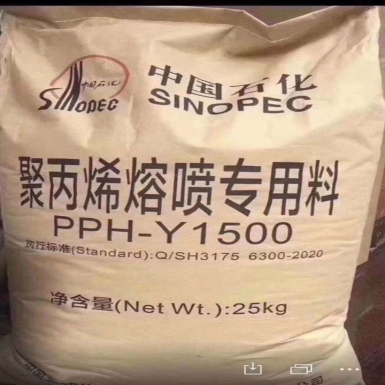 中国石化
SINOPEC
中国石化
SINOPEC
聚丙烯熔喷专用料
PPH-Y1500
执行标准(Standard):Q/SH3175 6300-2020
净含量(Net Wt.):25kg